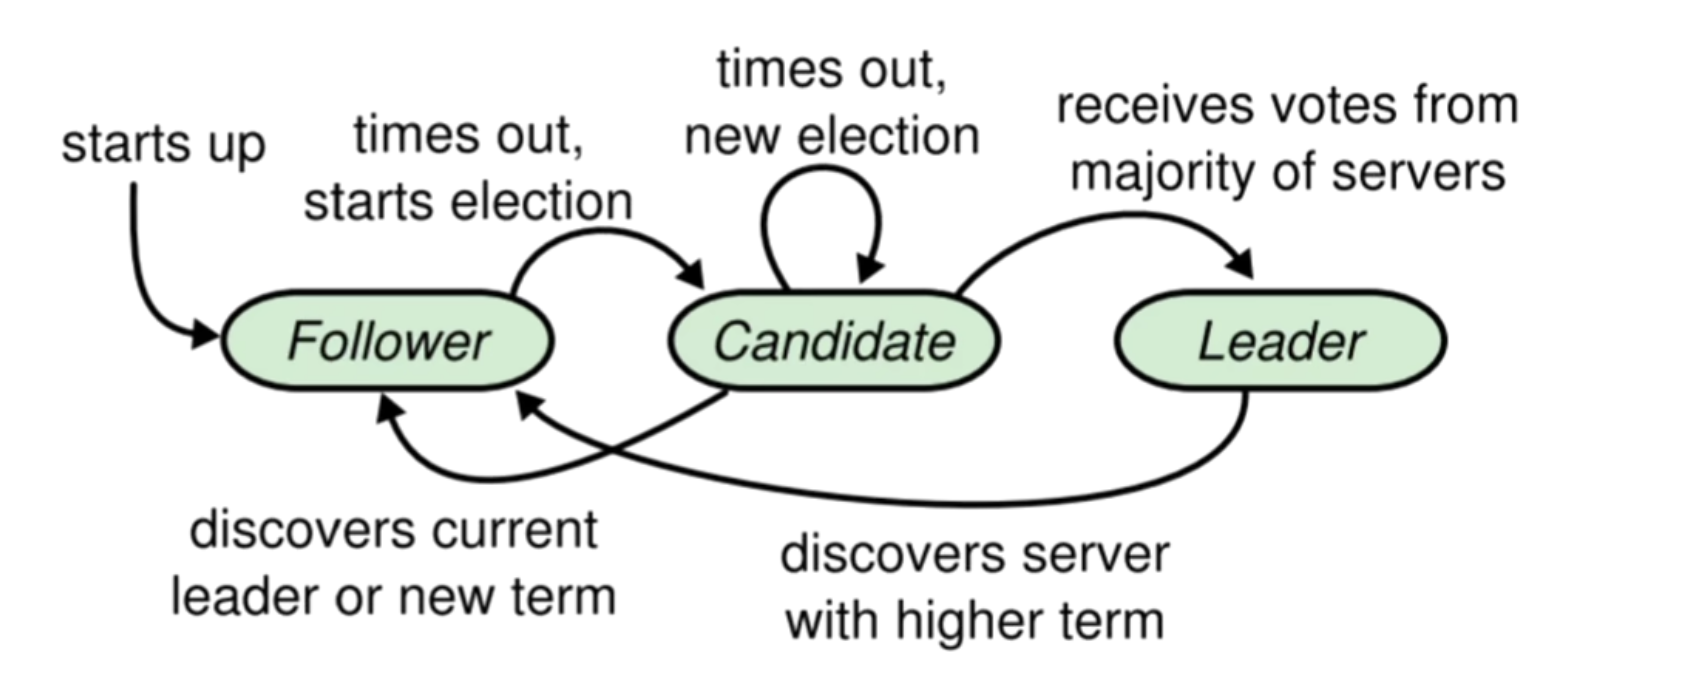 starts up
times out,
starts election
times out,
new election
receives votes from
majority of servers
Follower
Candidate
Leader
discovers current
leader or new term
discovers server
with higher term